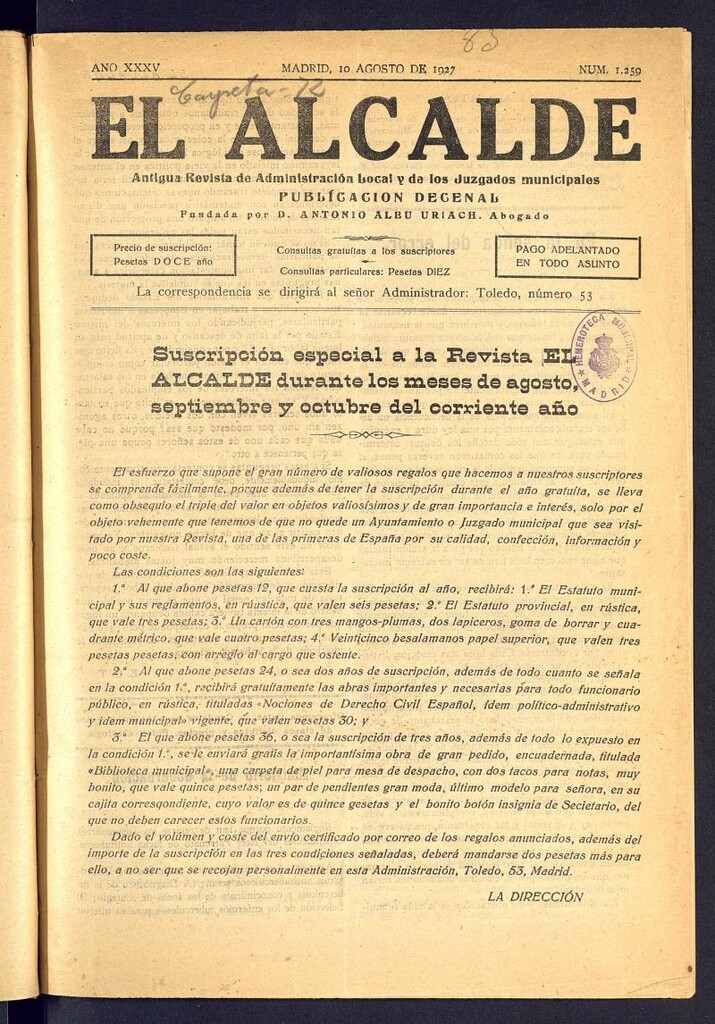 83
AÑO XXXV MADRID, 10 AGOSTO DE 1927 NUM. 1.259
Carpeta - 12
EL ALCALDE
Antigua Revista de Administración Local y de los Juzgados municipales
PUBLICACION DECENAL
Fundada por D. ANTONIO ALBU URIACH. Abogado
Precio de suscripción:
Pesetas DOCE año
Consultas gratuitas a los suscriptores
Consultas particulares: Pesetas DIEZ
PAGO ADELANTADO
EN TODO ASUNTO
La correspondencia se dirigirá al señor Administrador: Toledo, número 53
HEMEROTECA MUNICIPAL
MADRID
Suscripción especial a la Revista EL
ALCALDE durante los meses de agosto,
septiembre y octubre del corriente año
El esfuerzo que supone el gran número de valiosos regalos que hacemos a nuestros suscriptores
se comprende fácilmente, porque además de tener la suscripción durante el año gratuíta, se lleva
como obsequio el triple del valor en objetos valiosísimos y de gran importancia e interés, solo por el
objeto vehemente que tenemos de que no quede un Ayuntamiento o Juzgado municipal que sea visi-
tado por nuestra Revista, una de las primeras de España por su calidad, confección, información y
poco coste.
Las condiciones son las siguientes:
1.ª Al que abone pesetas 12, que cuesta la suscripción al año, recibirá: 1.º El Estatuto muni-
cipal y sus reglamentos, en rúustica, que valen seis pesetas; 2.º El Estatuto provincial, en rústica,
que vale tres pesetas; 3.º Un cartón con tres mangos-plumas, dos lapiceros, goma de borrar y cua-
drante métrico, que vale cuatro pesetas; 4.º Veinticinco besalamanos papel superior, que valen tres
pesetas pesetas, con arreglo al cargo que ostente.
2.ª Al que abone pesetas 24, o sea dos años de suscripción, además de todo cuanto se señala
en la condición 1.ª, recibirá gratuítamente las abras importantes y necesarias para todo funcionario
público, en rústica, tituladas «Nociones de Derecho Civil Español, ídem político-administrativo
y ídem municipal» vigente, que valen pesetas 30; y
3.ª El que abone pesetas 36, o sea la suscripción de tres años, además de todo lo expuesto en
la condición 1.ª, se le enviará gratis la importantísima obra de gran pedido, encuadernada, titulada
«Biblioteca municipal», una carpeta de piel para mesa de despacho, con dos tacos para notas, muy
bonito, que vale quince pesetas; un par de pendientes gran moda, último modelo para señora, en su
cajita correspondiente, cuyo valor es de quince gesetas y el bonito botón insignia de Secietario, del
que no deben carecer estos funcionarios.
Dado el volúmen y coste del envío certificado por correo de los regalos anunciados, además del
importe de la suscripción en las tres condiciones señaladas, deberá mandarse dos pesetas más para
ello, a no ser que se recojan personalmente en esta Administración, Toledo, 53, Madrid.
LA DIRECCIÓN